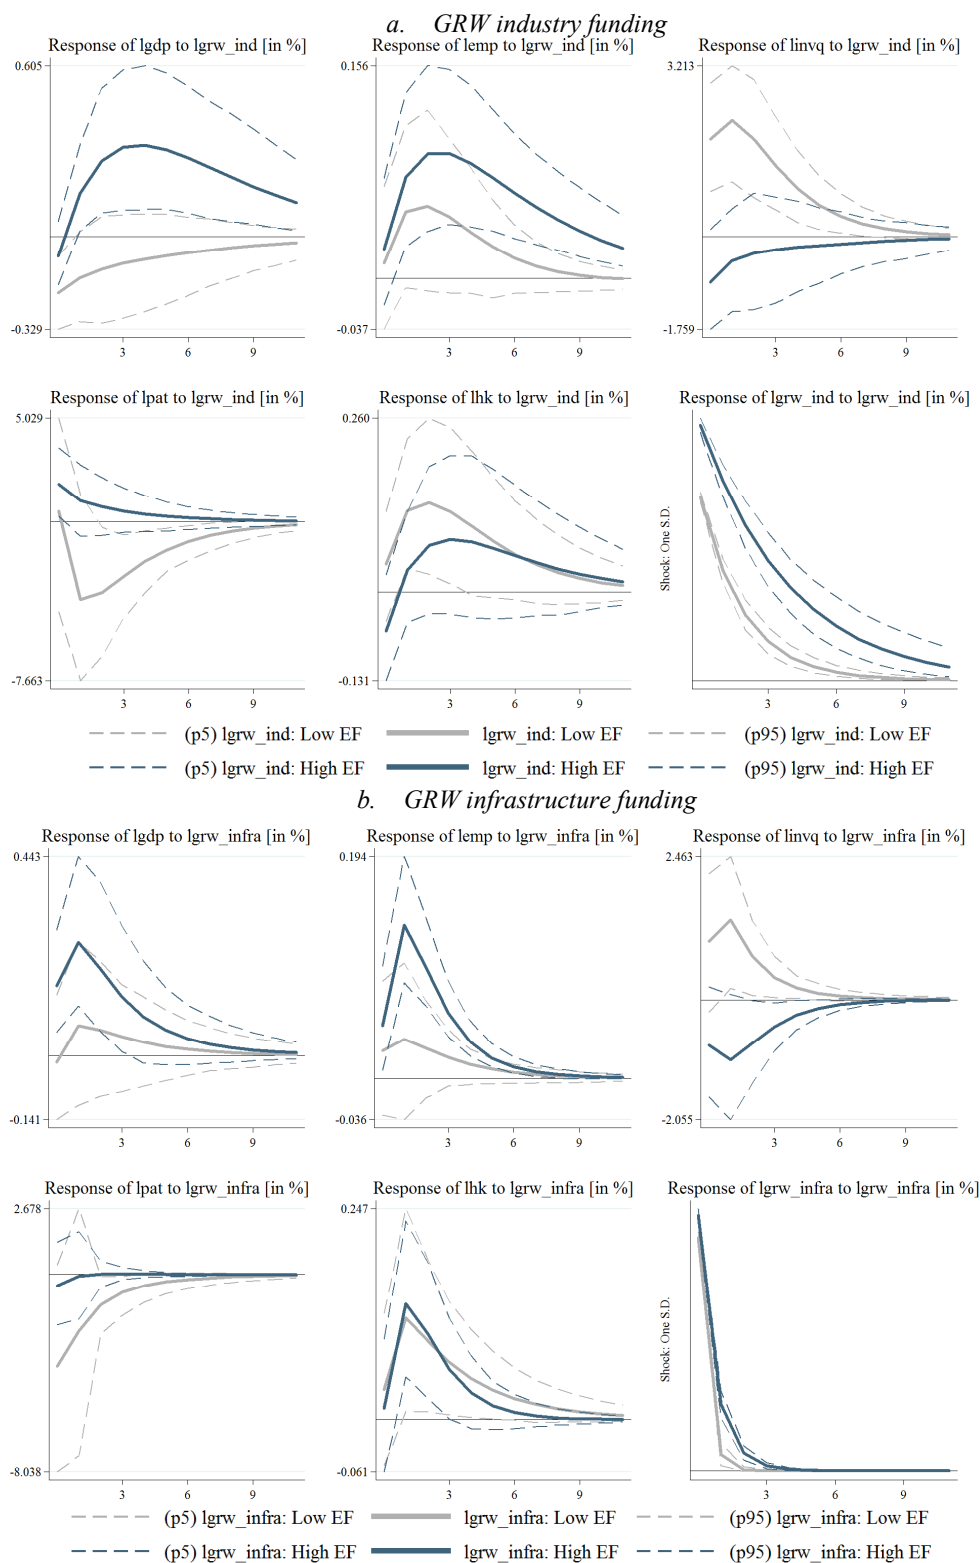 a. GRW industry funding
Response of lgdp to lgrw_ind [in %] Response of lemp to lgrw_ind [in %] Response of linvq to lgrw_ind [in %]
0.605 0.156 3.213
-0.329 -0.037 -1.759
3 6 9 3 6 9 3 6 9
Response of lpat to lgrw_ind [in %] Response of lhk to lgrw_ind [in %] Response of lgrw_ind to lgrw_ind [in %]
5.029 0.260
Shock: One S.D.
-7.663 -0.131
3 6 9 3 6 9 3 6 9
(p5) lgrw_ind: Low EF lgrw_ind: Low EF (p95) lgrw_ind: Low EF
(p5) lgrw_ind: High EF lgrw_ind: High EF (p95) lgrw_ind: High EF
b. GRW infrastructure funding
Response of lgdp to lgrw_infra [in %] Response of lemp to lgrw_infra [in %] Response of linvq to lgrw_infra [in %]
0.443 0.194 2.463
-0.141 -0.036 -2.055
3 6 9 3 6 9 3 6 9
Response of lpat to lgrw_infra [in %] Response of lhk to lgrw_infra [in %] Response of lgrw_infra to lgrw_infra [in %]
2.678 0.247
Shock: One S.D.
-8.038 -0.061
3 6 9 3 6 9 3 6 9
(p5) lgrw_infra: Low EF lgrw_infra: Low EF (p95) lgrw_infra: Low EF
(p5) lgrw_infra: High EF lgrw_infra: High EF (p95) lgrw_infra: High EF